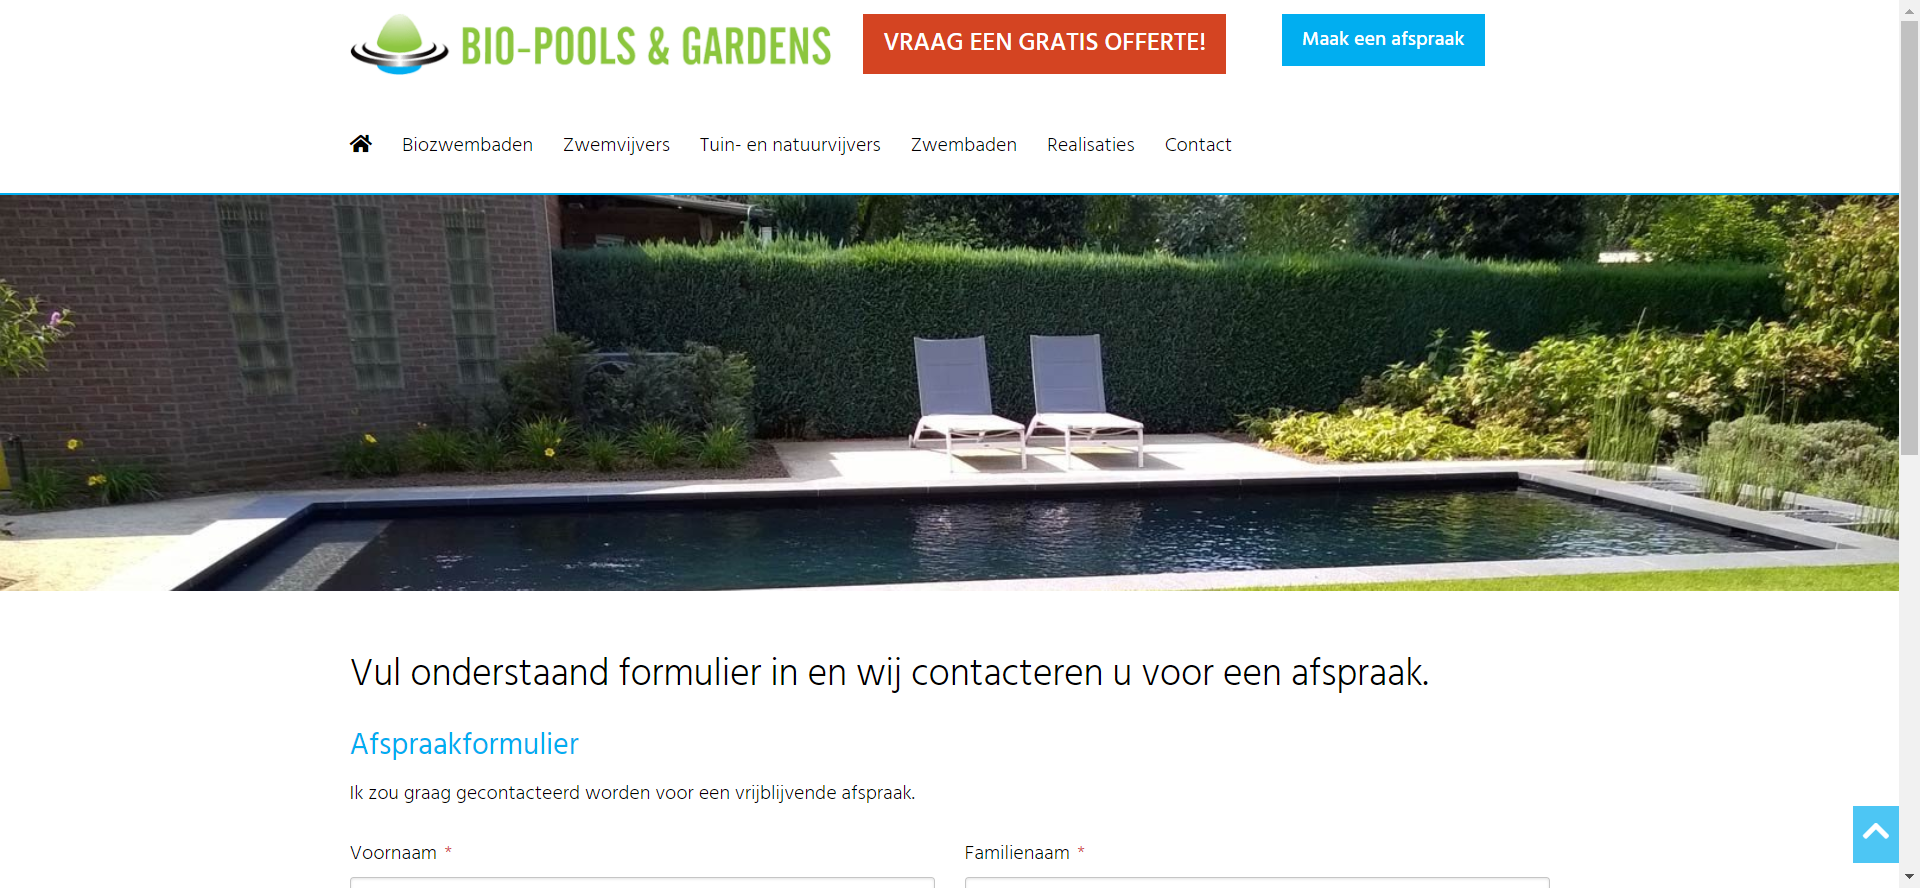 BIO-POOLS & GARDENS
VRAAG EEN GRATIS OFFERTE!
Maak een afspraak
Biozwembaden
Zwemvijvers
Tuin- en natuurvijvers
Zwembaden
Realisaties
Contact
Vul onderstaand formulier in en wij contacteren u voor een afspraak.
Afspraakformulier
Ik zou graag gecontacteerd worden voor een vrijblijvende afspraak.
Voornaam *
Familienaam *